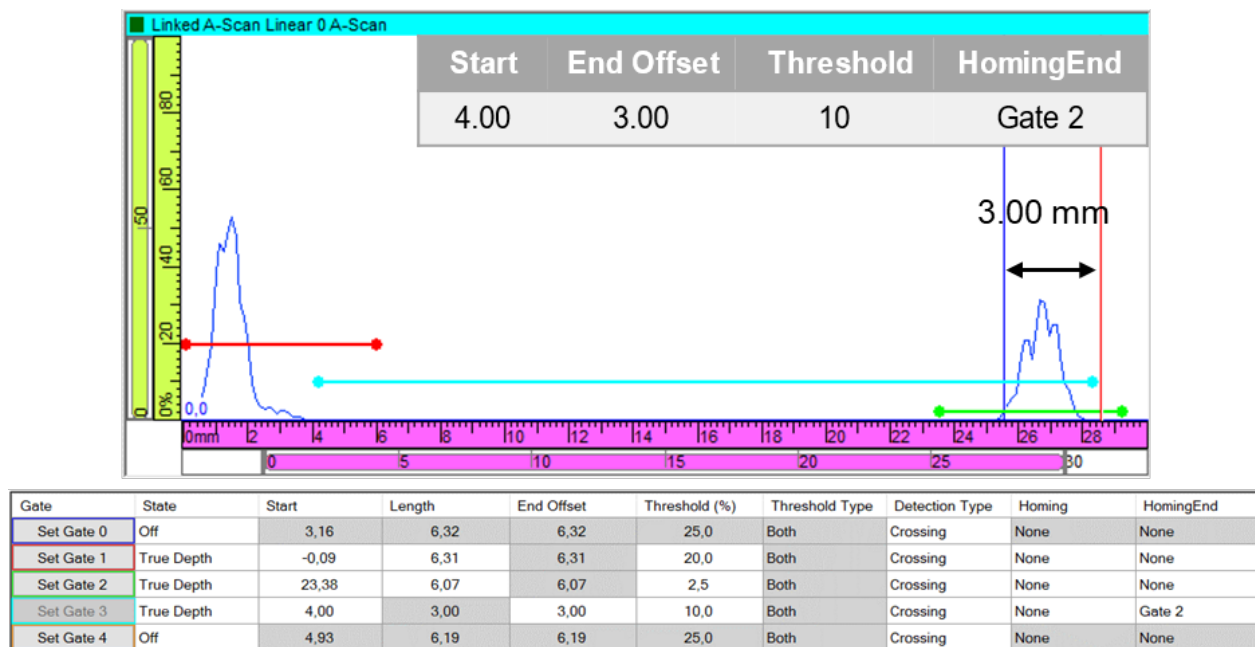 Linked A-Scan Linear 0 A-Scan
Start End Offset Threshold HomingEnd
4.00 3.00 10 Gate 2
3.00 mm
0 50
0% 20 40 60 80
0,0
0mm 2 4 6 8 10 12 14 16 18 20 22 24 26 28
0 5 10 15 20 25 30
Gate State Start Length End Offset Threshold (%) Threshold Type Detection Type Homing HomingEnd
Set Gate 0 Off 3,16 6,32 6,32 25,0 Both Crossing None None
Set Gate 1 True Depth -0,09 6,31 6,31 20,0 Both Crossing None None
Set Gate 2 True Depth 23,38 6,07 6,07 2,5 Both Crossing None None
Set Gate 3 True Depth 4,00 3,00 3,00 10,0 Both Crossing None Gate 2
Set Gate 4 Off 4,93 6,19 6,19 25,0 Both Crossing None None